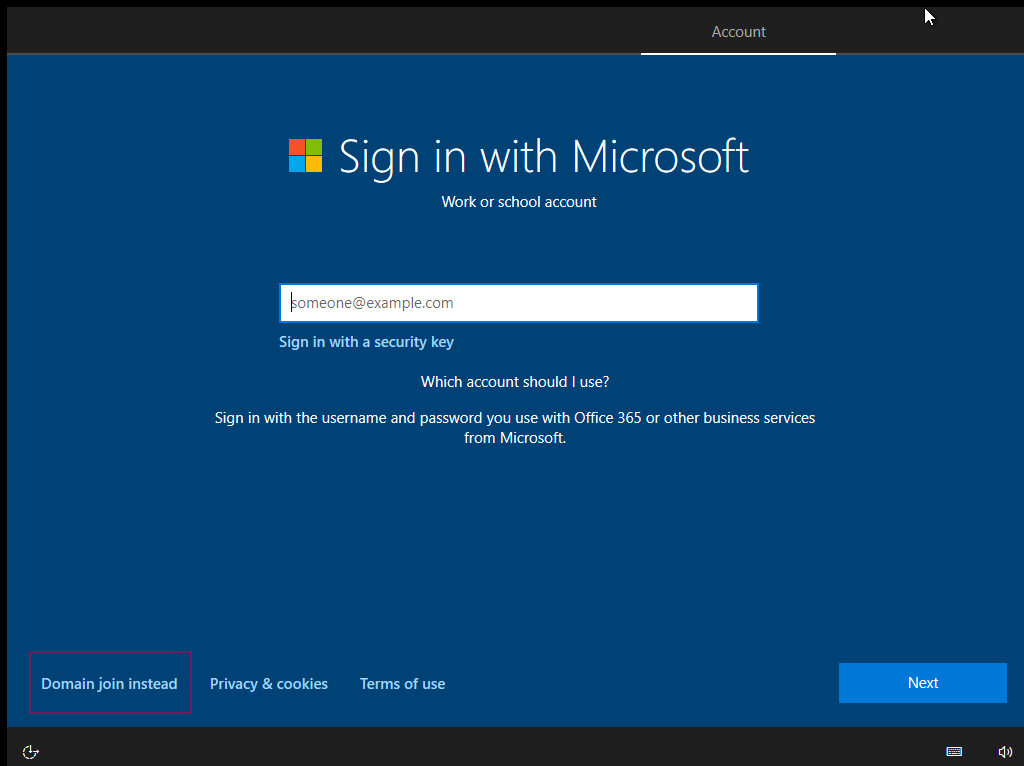 Account
Sign in with Microsoft
Work or school account
someone@example.com
Sign in with a security key
Which account should I use?
Sign in with the username and password you use with Office 365 or other business services
from Microsoft.
Domain join instead
Privacy & cookies
Terms of use
Next